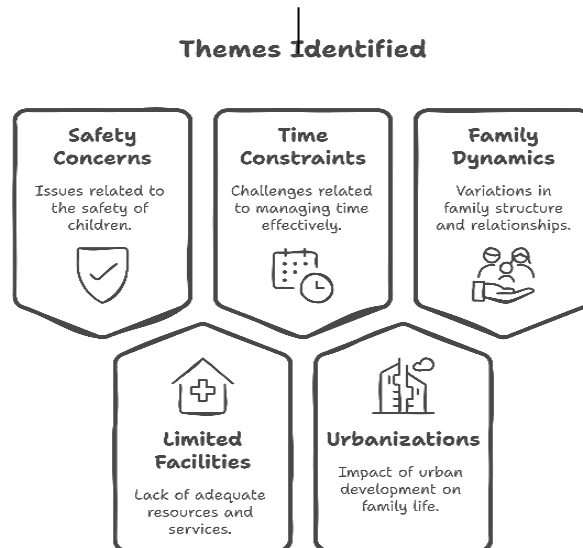 Themes Identified
Safety
Concerns
Issues related to
the safety of
children.
Time
Constraints
Challenges related
to managing time
effectively.
Family
Dynamics
Variations in
family structure
and relationships.
Limited
Facilities
Lack of adequate
resources and
services.
Urbanizations
Impact of urban
development on
family life.